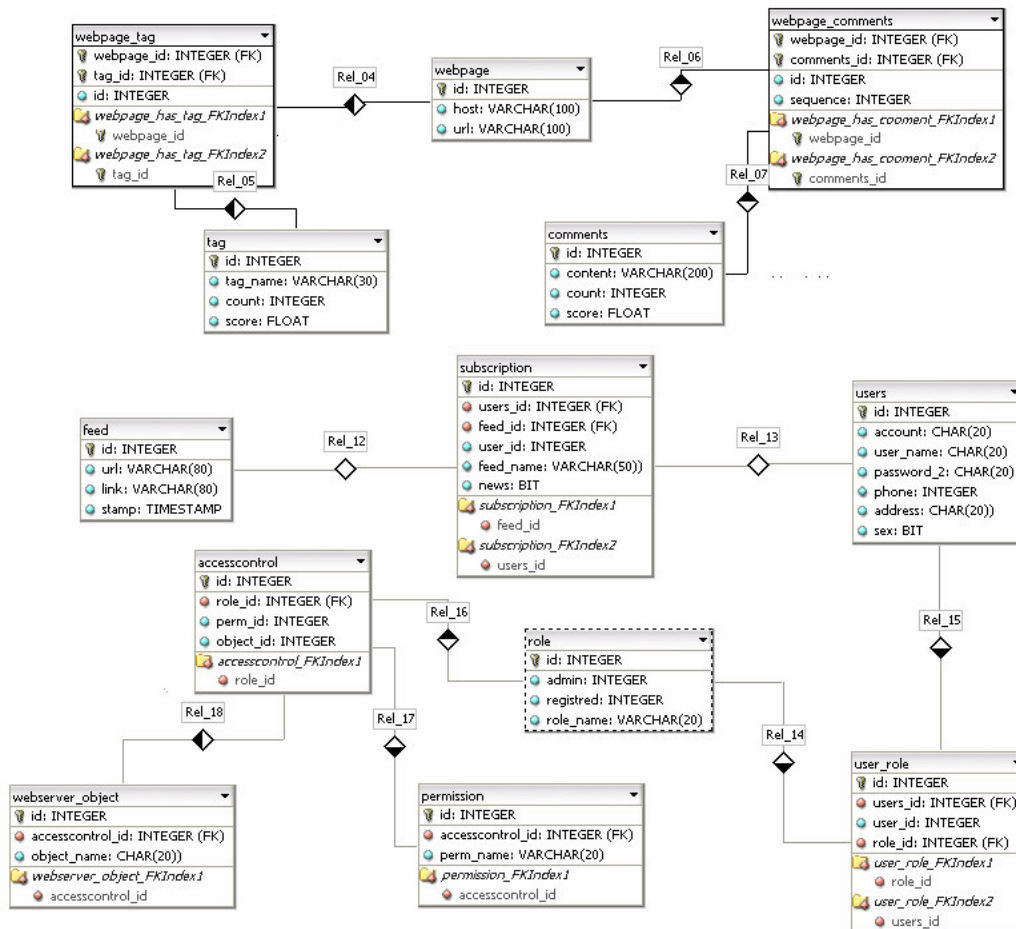 webpage_tag
webpage_id: INTEGER (FK)
tag_id: INTEGER (FK)
id: INTEGER
webpage_has_tag_FKIndex1
webpage_id
webpage_has_tag_FKIndex2
tag_id
Rel_04
webpage
id: INTEGER
host: VARCHAR(100)
url: VARCHAR(100)
Rel_06
webpage_comments
webpage_id: INTEGER (FK)
comments_id: INTEGER (FK)
id: INTEGER
sequence: INTEGER
webpage_has_cooment_FKIndex1
webpage_id
webpage_has_cooment_FKIndex2
comments_id
Rel_05
Rel_07
tag
id: INTEGER
tag_name: VARCHAR(30)
count: INTEGER
score: FLOAT
comments
id: INTEGER
content: VARCHAR(200)
count: INTEGER
score: FLOAT
feed
id: INTEGER
url: VARCHAR(80)
link: VARCHAR(80)
stamp: TIMESTAMP
Rel_12
subscription
id: INTEGER
users_id: INTEGER (FK)
feed_id: INTEGER (FK)
user_id: INTEGER
feed_name: VARCHAR(50))
news: BIT
subscription_FKIndex1
feed_id
subscription_FKIndex2
users_id
Rel_13
users
id: INTEGER
account: CHAR(20)
user_name: CHAR(20)
password_2: CHAR(20)
phone: INTEGER
address: CHAR(20))
sex: BIT
accesscontrol
id: INTEGER
role_id: INTEGER (FK)
perm_id: INTEGER
object_id: INTEGER
accesscontrol_FKIndex1
role_id
Rel_16
Rel_15
role
id: INTEGER
admin: INTEGER
registred: INTEGER
role_name: VARCHAR(20)
Rel_18
Rel_17
Rel_14
webserver_object
id: INTEGER
accesscontrol_id: INTEGER (FK)
object_name: CHAR(20))
webserver_object_FKIndex1
accesscontrol_id
permission
id: INTEGER
accesscontrol_id: INTEGER (FK)
perm_name: VARCHAR(20)
permission_FKIndex1
accesscontrol_id
user_role
id: INTEGER
users_id: INTEGER (FK)
user_id: INTEGER
role_id: INTEGER (FK)
user_role_FKIndex1
role_id
user_role_FKIndex2
users_id